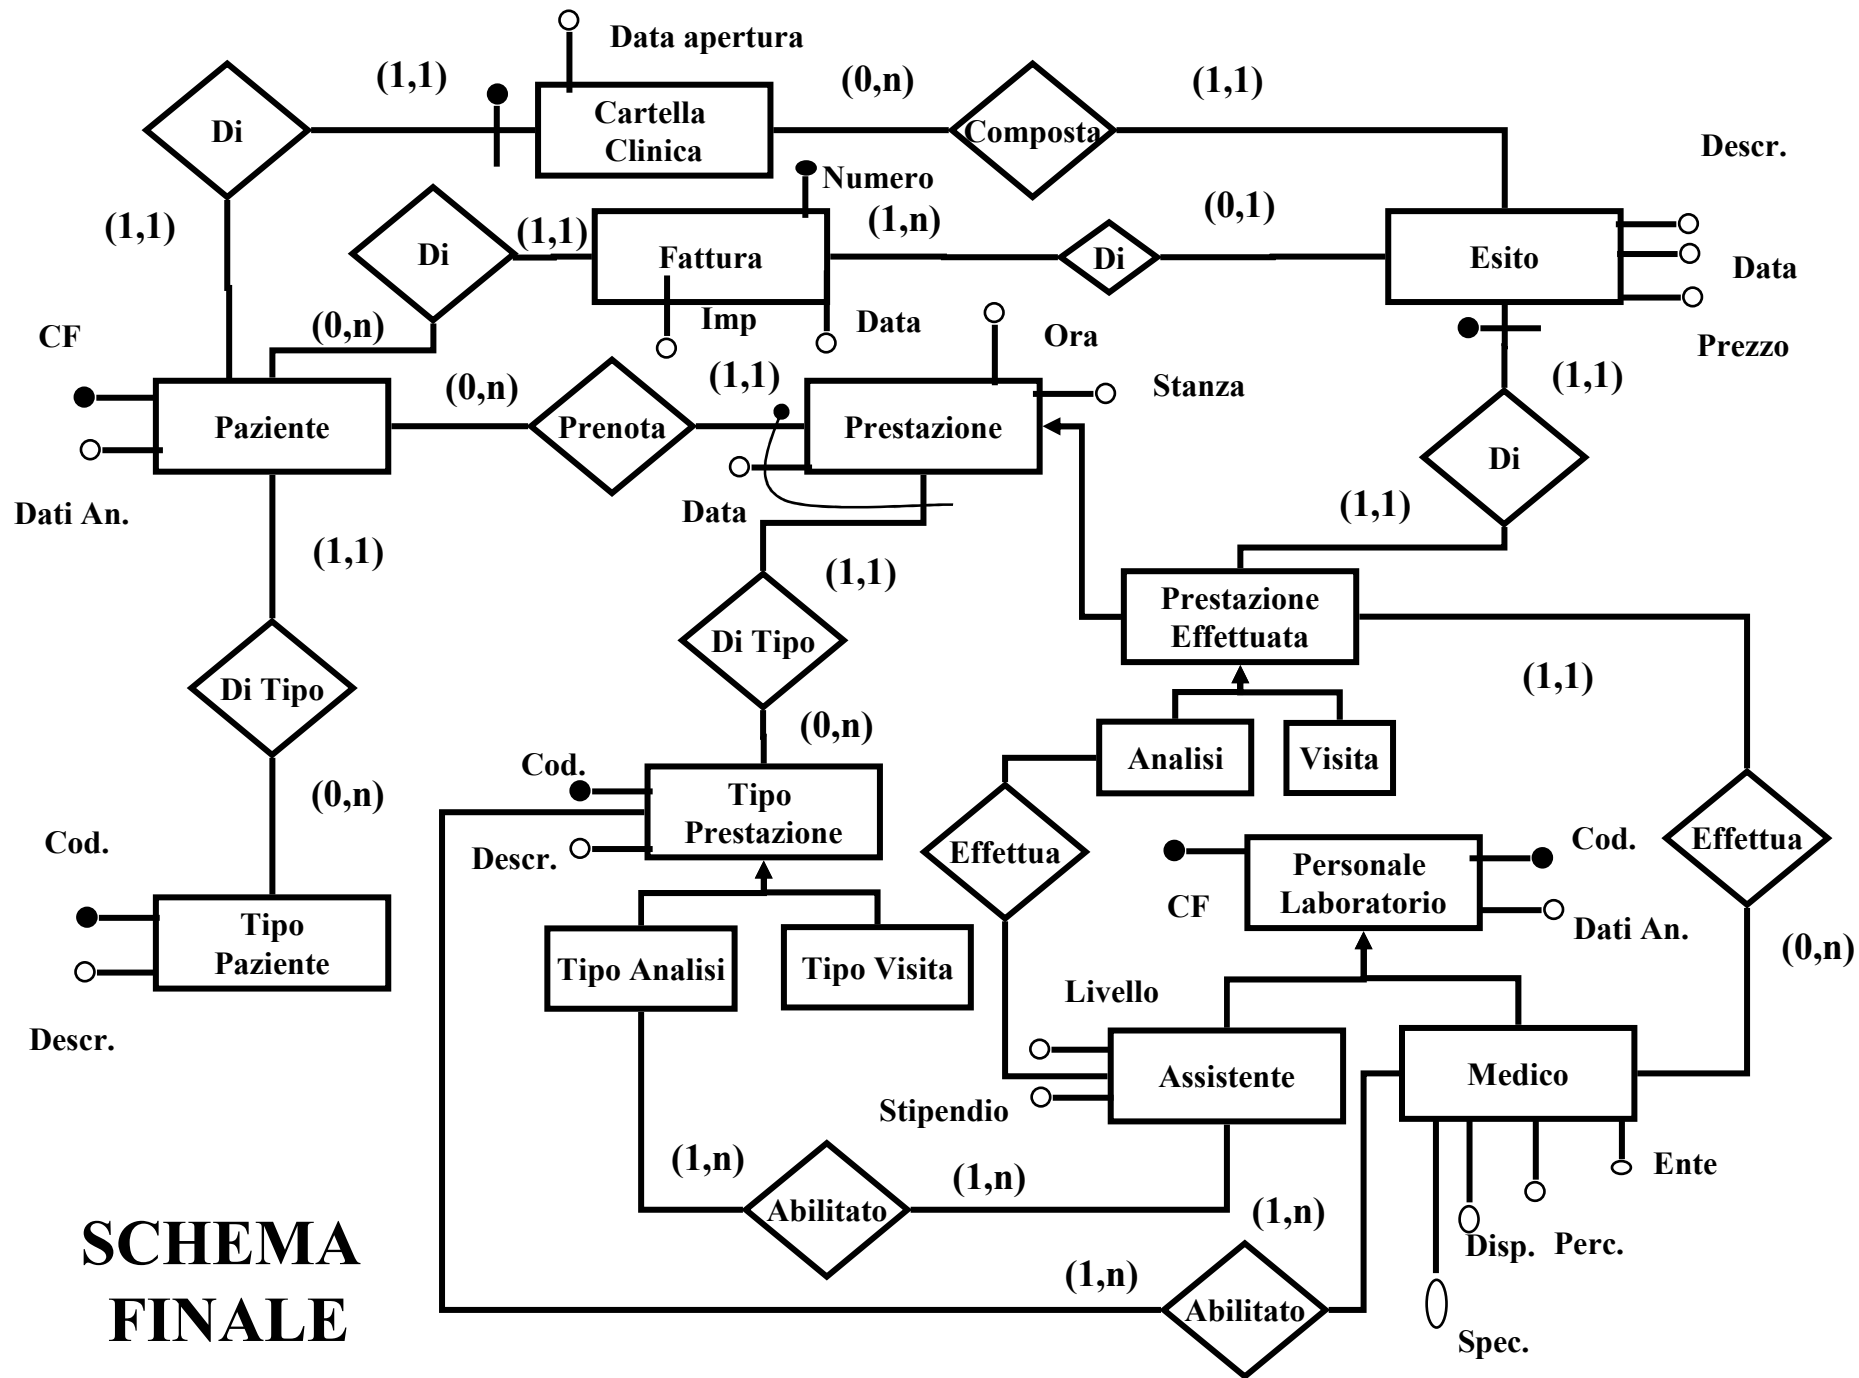 Data apertura
(1,1)
(0,n)
(1,1)
Cartella
Clinica
Di
Composta
Descr.
Numero
(1,1)
(1,1)
(1,n)
(0,1)
Di
Fattura
Di
Esito
Data
CF
(0,n)
Imp
Data
Ora
Prezzo
(0,n)
(1,1)
Stanza
(1,1)
Paziente
Prenota
Prestazione
Di
Dati An.
Data
(1,1)
(1,1)
(1,1)
Prestazione
Effettuata
Di Tipo
Di Tipo
(1,1)
(0,n)
Cod.
Analisi
Visita
(0,n)
Tipo
Prestazione
Cod.
Descr.
Effettua
Personale
Laboratorio
Cod.
Effettua
CF
Dati An.
(0,n)
Tipo
Paziente
Tipo Analisi
Tipo Visita
Livello
Descr.
Assistente
Medico
Stipendio
(1,n)
(1,n)
Ente
Abilitato
(1,n)
Disp.
Perc.
SCHEMA
FINALE
(1,n)
Abilitato
Spec.